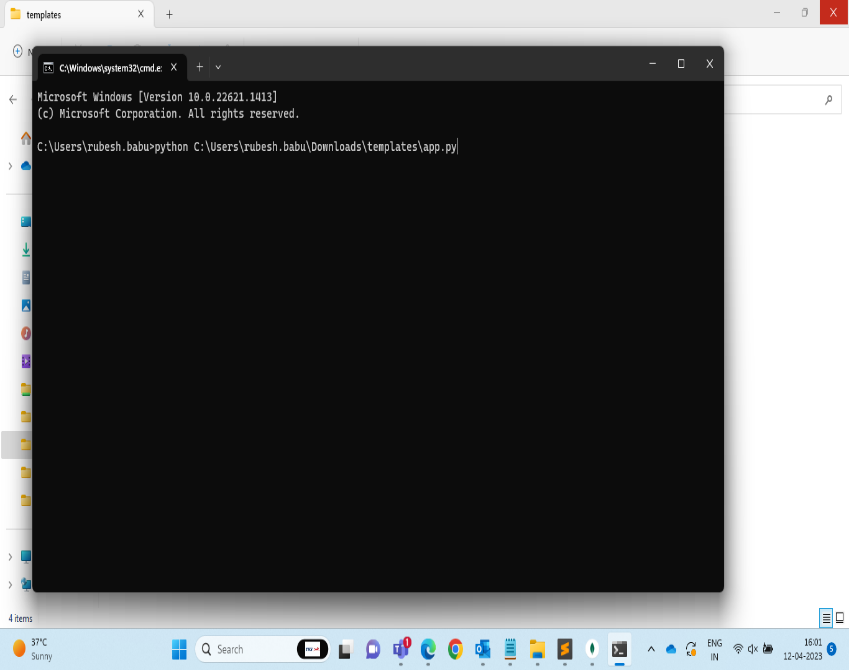 templates
C:\Windows\system32\cmd.e:
Microsoft Windows [Version 10.0.22621.1413]
(c) Microsoft Corporation. All rights reserved.
C:\Users\rubesh.babu>python C:\Users\rubesh.babu\Downloads\templates\app.py
4 items
37°C
Sunny
Search
1
ENG
IN
16:01
12-04-2023
5